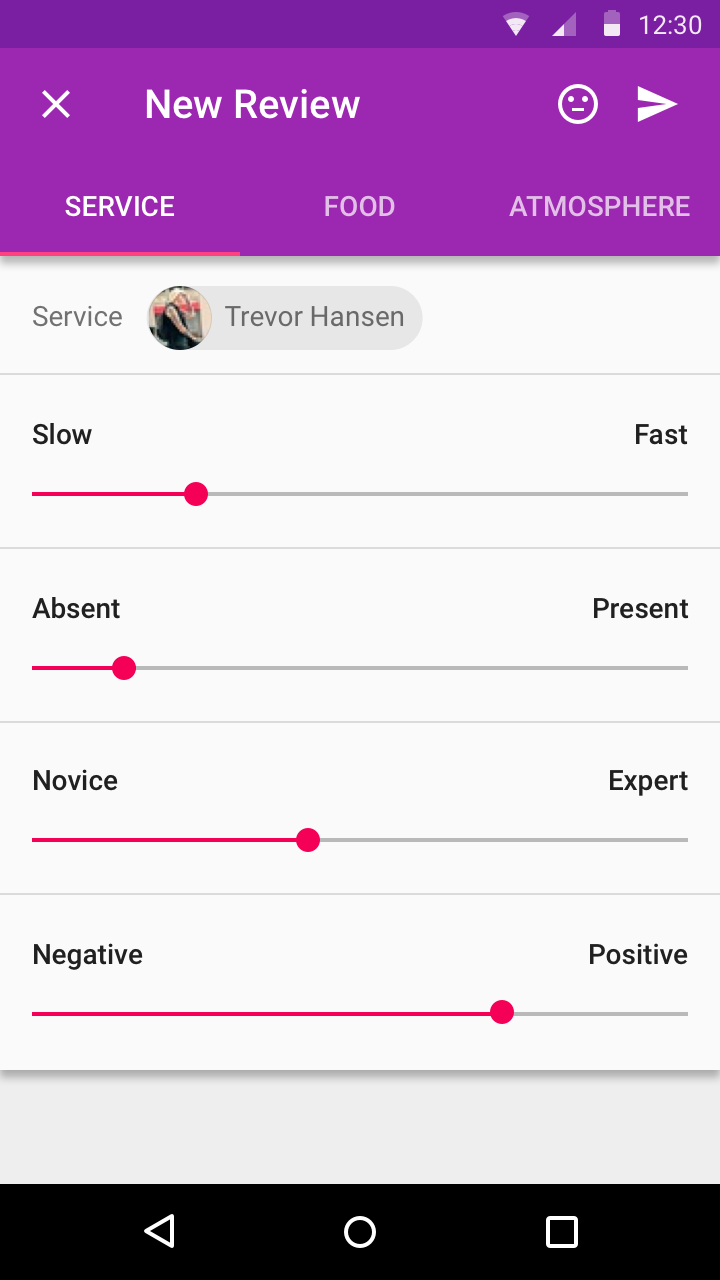 12:30
New Review
SERVICE FOOD ATMOSPHERE
Service Trevor Hansen
Slow Fast
Absent Present
Novice Expert
Negative Positive